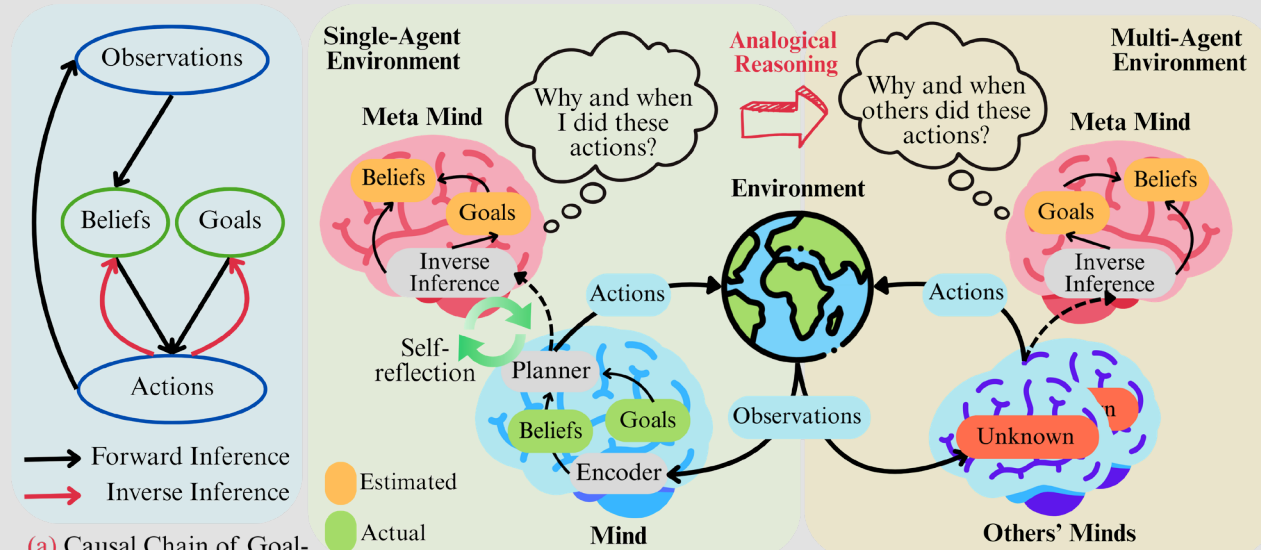 Observations
Beliefs
Goals
Actions
Forward Inference
Inverse Inference
(a) Causal Chain of Goal-
Single-Agent
Environment
Meta Mind
Beliefs
Goals
Inverse
Inference
Why and when
I did these
actions?
Self-
reflection
Actions
Planner
Beliefs
Goals
Encoder
Mind
Estimated
Actual
Analogical
Reasoning
Environment
Observations
Multi-Agent
Environment
Why and when
others did these
actions?
Meta Mind
Beliefs
Goals
Inverse
Inference
Actions
Unknown
n
Others’ Minds